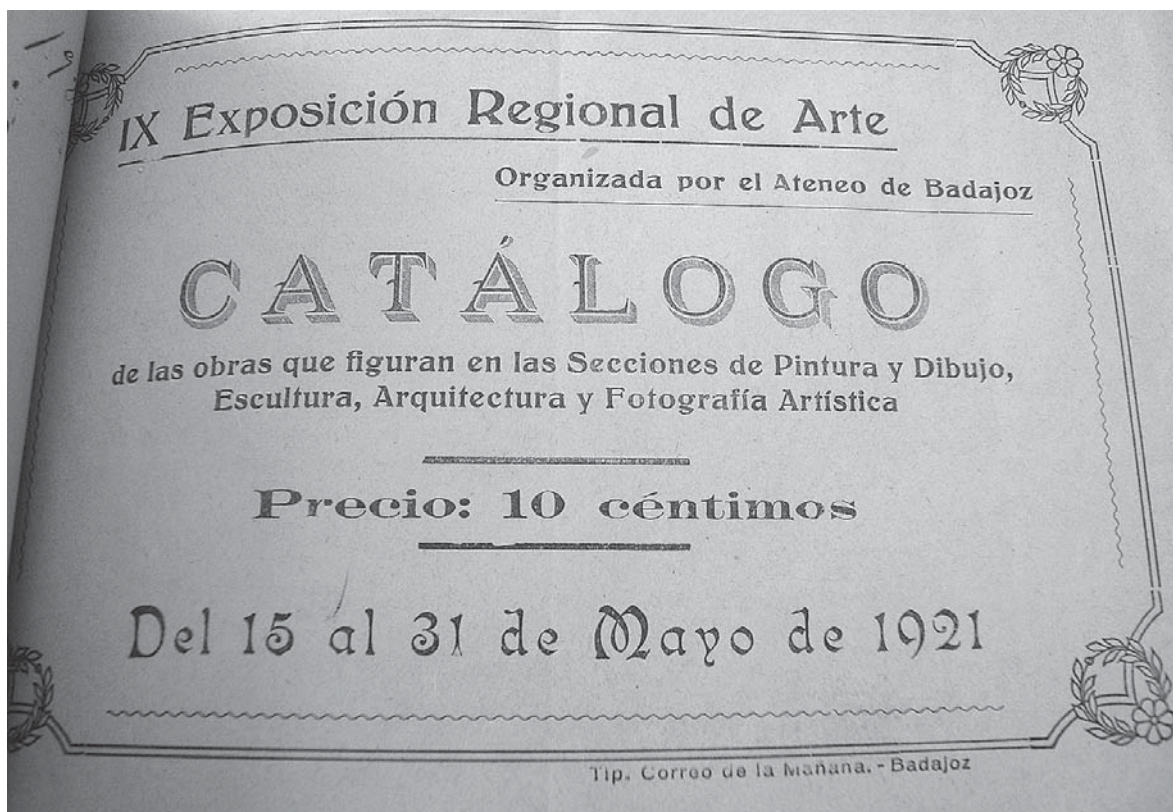 IX Exposición Regional de Arte
Organizada por el Ateneo de Badajoz
CATÁLOGO
de las obras que figuran en las Secciones de Pintura y Dibujo,
Escultura, Arquitectura y Fotografía Artística
Precio: 10 céntimos
Del 15 al 31 de Mayo de 1921
Tip. Correo de la Mañana. - Badajoz